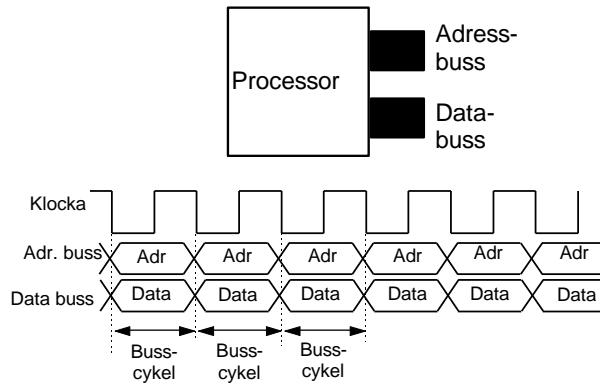 Processor
Adress-
buss
Data-
buss
Klocka
Adr. buss
Adr Adr Adr Adr Adr Adr
Data buss
Data Data Data Data Data Data
Buss-
cykel
Buss-
cykel
Buss-
cykel